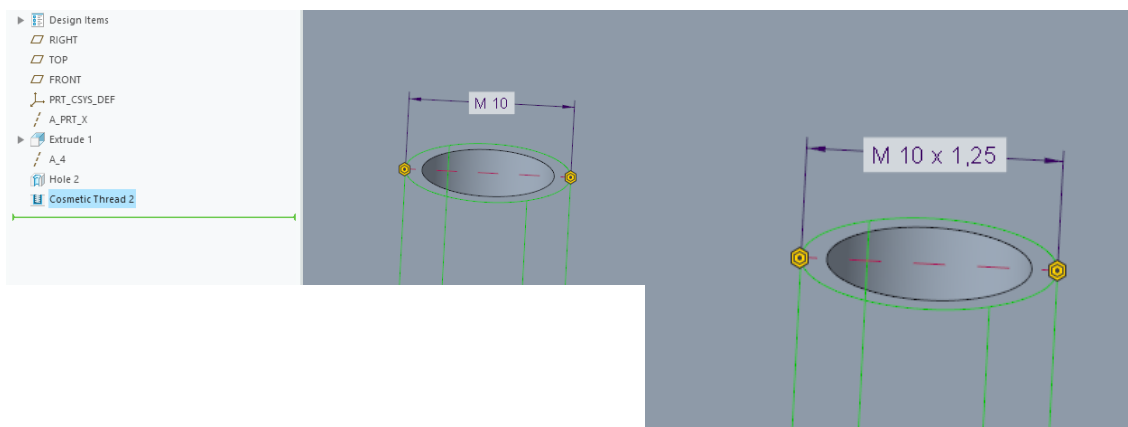 Design Items
RIGHT
TOP
FRONT
PRT_CSYS_DEF
A_PRT_X
Extrude 1
A_4
Hole 2
Cosmetic Thread 2
M 10
M 10 x 1,25